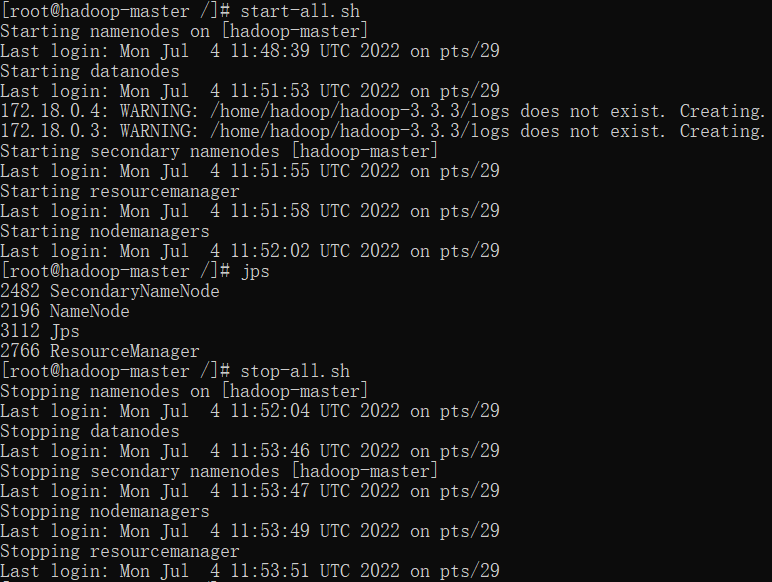 [root@hadoop-master /]# start-all.sh
Starting namenodes on [hadoop-master]
Last login: Mon Jul  4 11:48:39 UTC 2022 on pts/29
Starting datanodes
Last login: Mon Jul  4 11:51:53 UTC 2022 on pts/29
172.18.0.4: WARNING: /home/hadoop/hadoop-3.3.3/logs does not exist. Creating.
172.18.0.3: WARNING: /home/hadoop/hadoop-3.3.3/logs does not exist. Creating.
Starting secondary namenodes [hadoop-master]
Last login: Mon Jul  4 11:51:55 UTC 2022 on pts/29
Starting resourcemanager
Last login: Mon Jul  4 11:51:58 UTC 2022 on pts/29
Starting nodemanagers
Last login: Mon Jul  4 11:52:02 UTC 2022 on pts/29
[root@hadoop-master /]# jps
2482 SecondaryNameNode
2196 NameNode
3112 Jps
2766 ResourceManager
[root@hadoop-master /]# stop-all.sh
Stopping namenodes on [hadoop-master]
Last login: Mon Jul  4 11:52:04 UTC 2022 on pts/29
Stopping datanodes
Last login: Mon Jul  4 11:53:46 UTC 2022 on pts/29
Stopping secondary namenodes [hadoop-master]
Last login: Mon Jul  4 11:53:47 UTC 2022 on pts/29
Stopping nodemanagers
Last login: Mon Jul  4 11:53:49 UTC 2022 on pts/29
Stopping resourcemanager
Last login: Mon Jul  4 11:53:51 UTC 2022 on pts/29